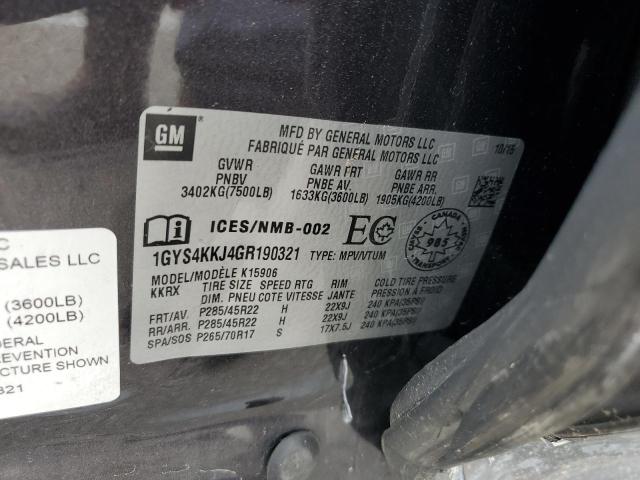 GM
MFD BY GENERAL MOTORS LLC 10/15
FABRIQUÉ PAR GENERAL MOTORS LLC
GVWR GAWR FRT GAWR RR
PNBV PNBE AV. PNBE ARR.
3402KG(7500LB) 1633KG(3600LB) 1905KG(4200LB)
ICES/NMB-002 EC 985
TRANSPORT
1GYS4KKJ4GR190321 TYPE: MPV/VTUM
MODEL/MODÈLE K15906
KKRX TIRE SIZE SPEED RTG RIM COLD TIRE PRESSURE
DIM. PNEU COTE VITESSE JANTE PRESSION À FROID
FRT/AV. P285/45R22 H 22X9J 240 KPA(35PSI)
RR/ARR. P285/45R22 H 22X9J 240 KPA(35PSI)
SPA/SOS P265/70R17 S 17X7.5J 240 KPA(35PSI)
C
SALES LLC
(3600LB)
(4200LB)
DERAL
REVENTION
CTURE SHOWN
321